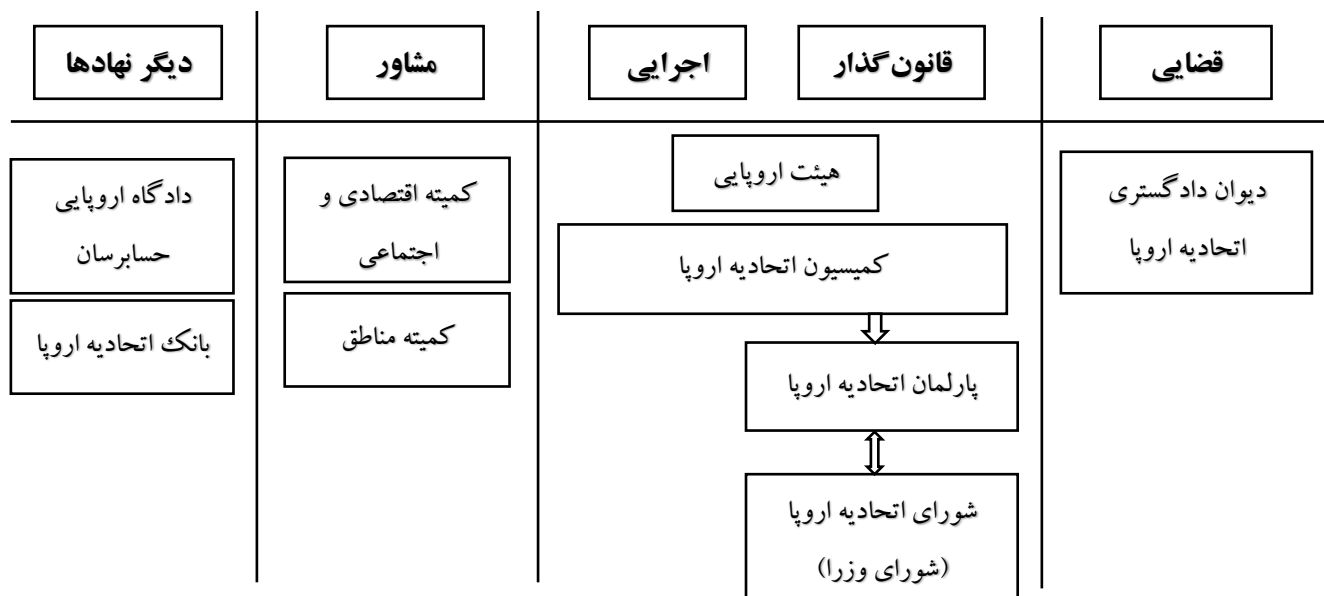 قضایی
قانون‌گذار
اجرایی
مشاور
دیگر نهادها
دیوان دادگستری
اتحادیه اروپا
هیئت اروپایی
کمیسیون اتحادیه اروپا
پارلمان اتحادیه اروپا
شورای اتحادیه اروپا
(شورای وزرا)
کمیته اقتصادی و
اجتماعی
کمیته مناطق
دادگاه اروپایی
حسابرسان
بانک اتحادیه اروپا